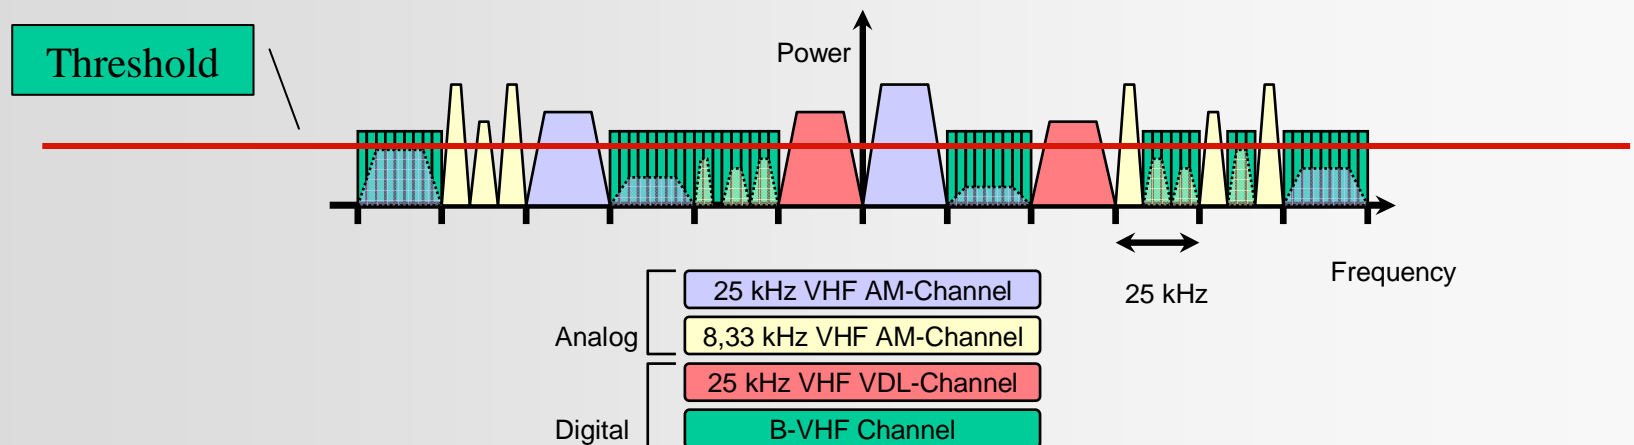 Threshold
Power
Frequency
25 kHz
Analog
25 kHz VHF AM-Channel
8,33 kHz VHF AM-Channel
Digital
25 kHz VHF VDL-Channel
B-VHF Channel